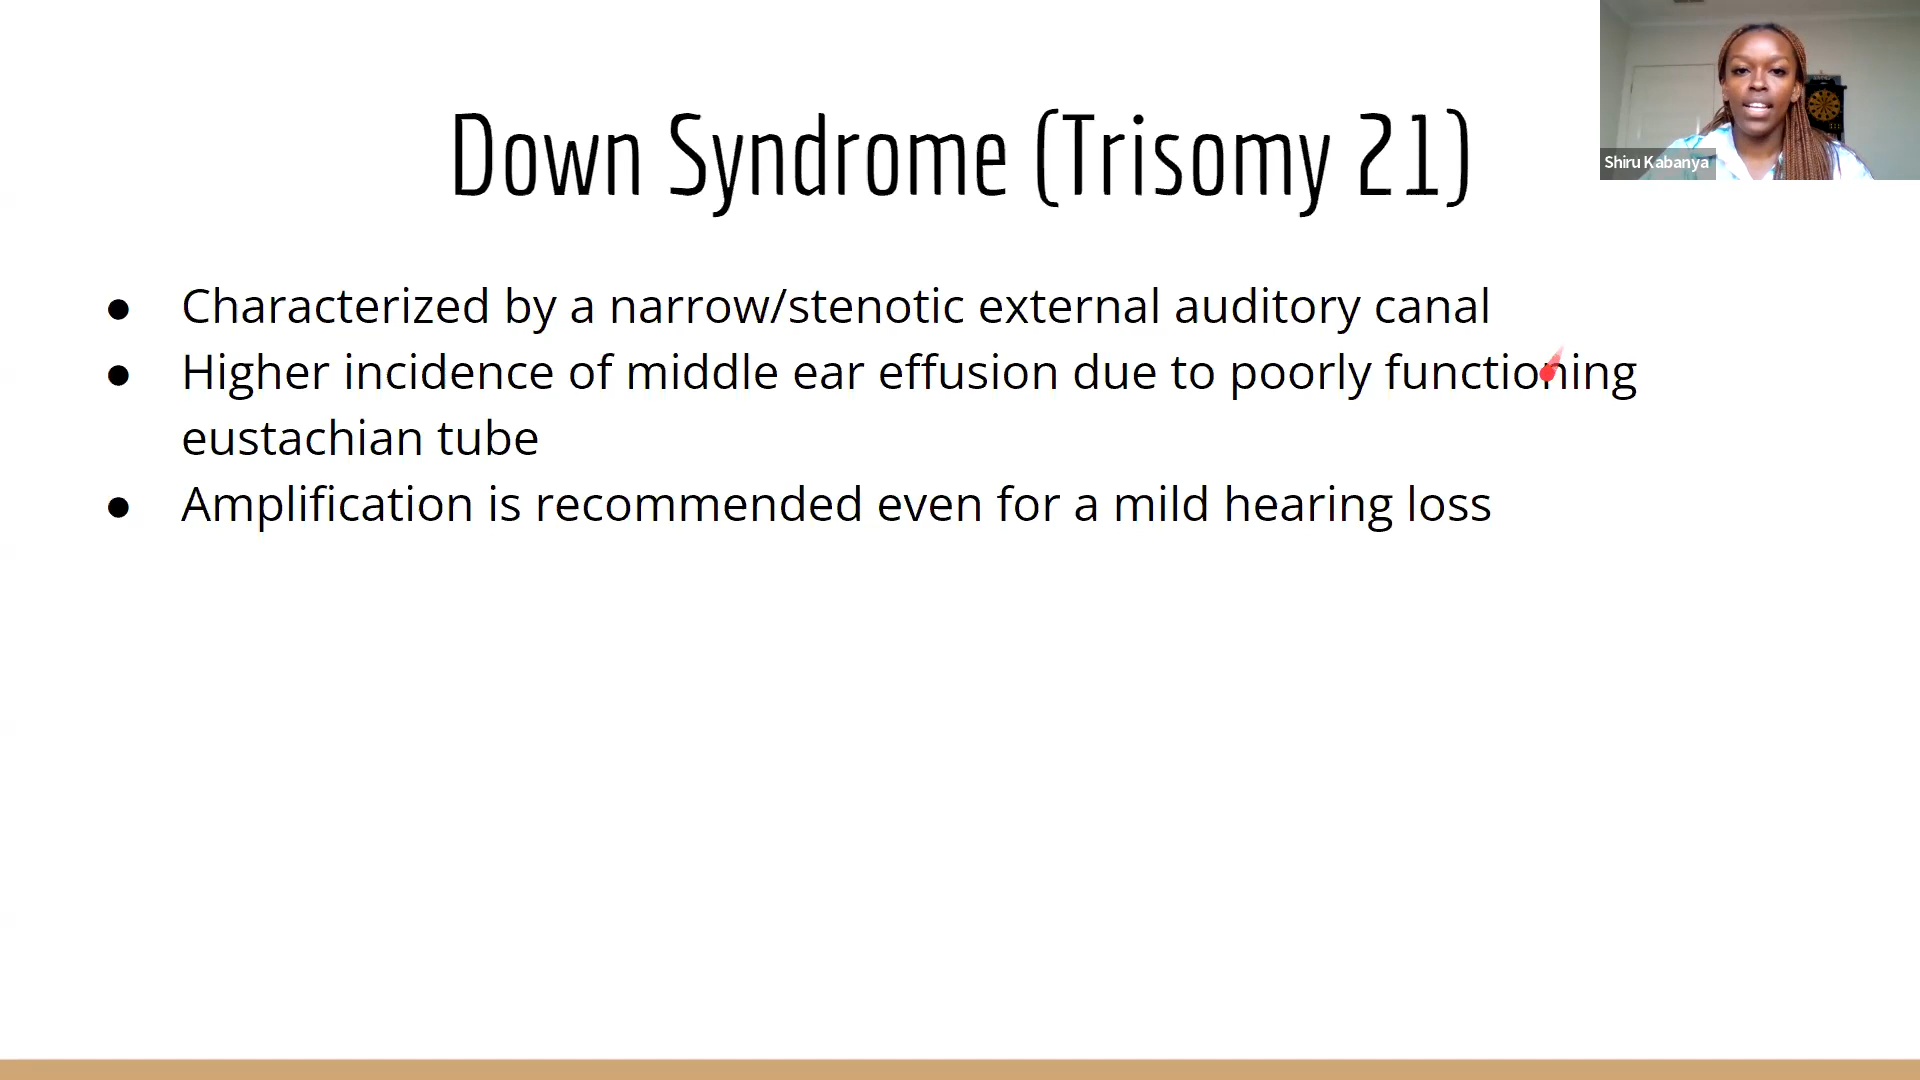 Down Syndrome (Trisomy 21)
Shiru Kabanya
● Characterized by a narrow/stenotic external auditory canal
● Higher incidence of middle ear effusion due to poorly functioning
eustachian tube
● Amplification is recommended even for a mild hearing loss